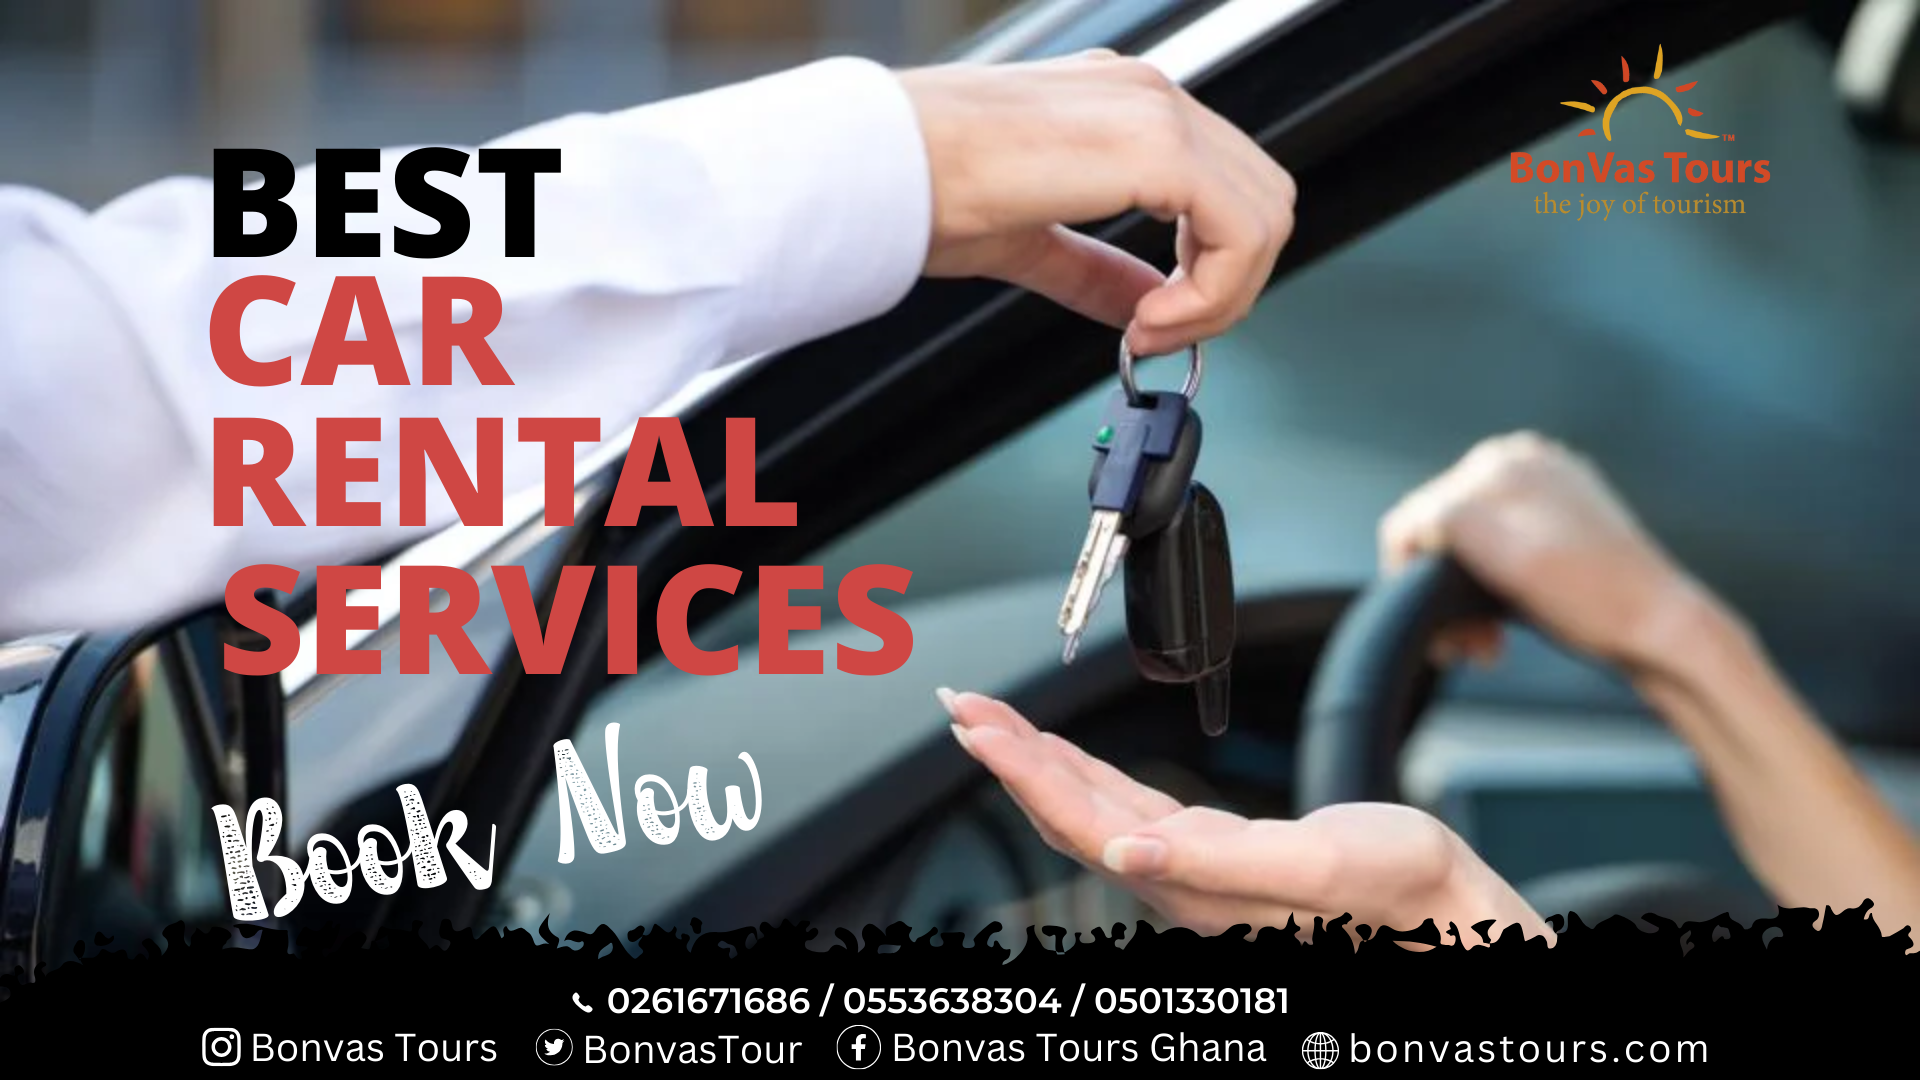 BEST
CAR
RENTAL
SERVICES
Book Now
BonVas Tours™
the joy of tourism
0261671686 / 0553638304 / 0501330181
Bonvas Tours BonvasTour Bonvas Tours Ghana bonvastours.com